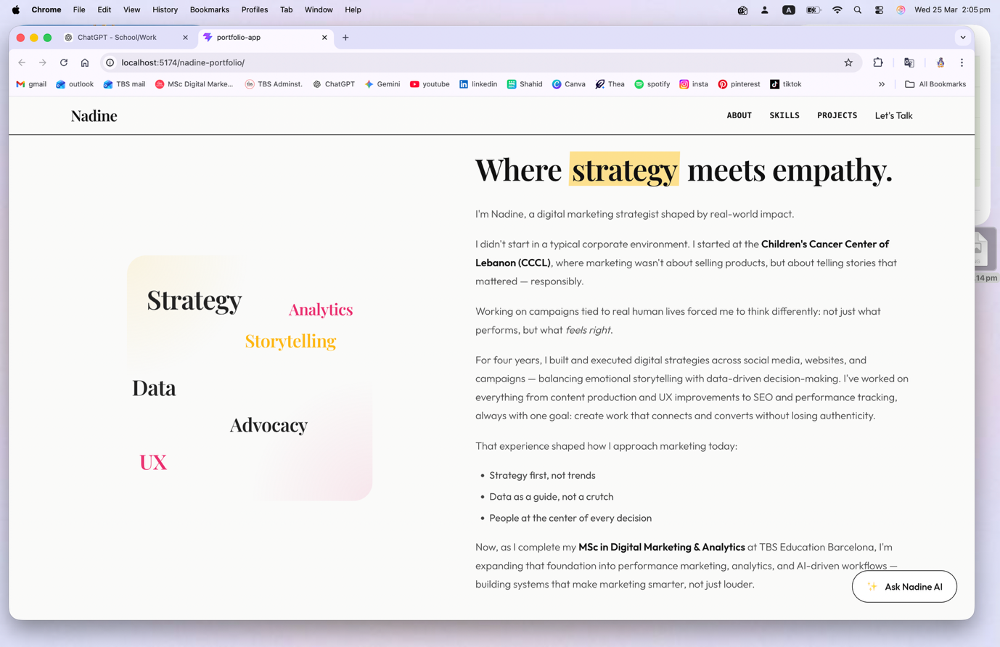 Chrome File Edit View History Bookmarks Profiles Tab Window Help A Wed 25 Mar 2:05 pm
ChatGPT - School/Work portfolio-app
localhost:5174/nadine-portfolio/
gmail outlook TBS mail MSc Digital Marke... TBS Adminst. ChatGPT Gemini youtube linkedin Shahid Canva Thea spotify insta pinterest tiktok » All Bookmarks
Nadine ABOUT SKILLS PROJECTS Let's Talk
Where strategy meets empathy.
I'm Nadine, a digital marketing strategist shaped by real-world impact.
I didn't start in a typical corporate environment. I started at the Children's Cancer Center of
Lebanon (CCCL), where marketing wasn't about selling products, but about telling stories that
mattered — responsibly.
Working on campaigns tied to real human lives forced me to think differently: not just what
performs, but what feels right.
For four years, I built and executed digital strategies across social media, websites, and
campaigns — balancing emotional storytelling with data-driven decision-making. I've worked on
everything from content production and UX improvements to SEO and performance tracking,
always with one goal: create work that connects and converts without losing authenticity.
That experience shaped how I approach marketing today:
• Strategy first, not trends
• Data as a guide, not a crutch
• People at the center of every decision
Now, as I complete my MSc in Digital Marketing & Analytics at TBS Education Barcelona, I'm
expanding that foundation into performance marketing, analytics, and AI-driven workflows —
building systems that make marketing smarter, not just louder.
Strategy
Analytics
Storytelling
Data
Advocacy
UX
Ask Nadine AI
14 pm